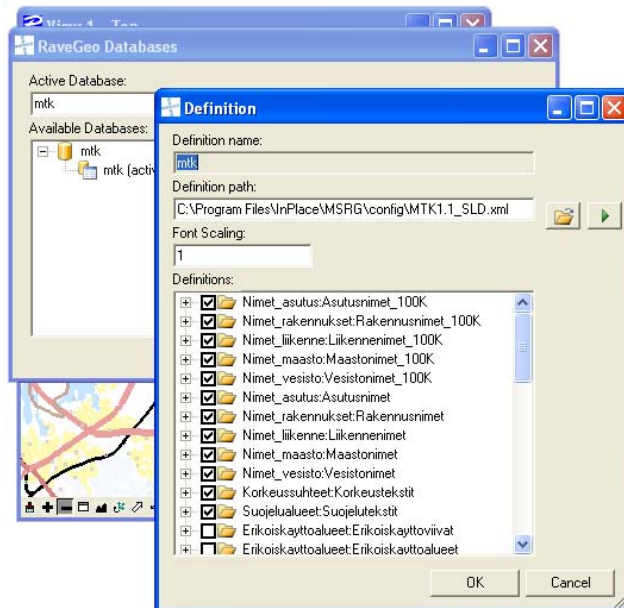 View 1 - Top
RaveGeo Databases
Active Database:
mtk
Available Databases:
mtk
mtk (activ
Definition
Definition name:
mtk
Definition path:
C:\Program Files\InPlace\MSRG\config\MTK1.1_SLD.xml
Font Scaling:
1
Definitions:
Nimet_asutus:Asutusnimet_100K
Nimet_rakennukset:Rakennusnimet_100K
Nimet_liikenne:Liikennenimet_100K
Nimet_maasto:Maastonimet_100K
Nimet_vesisto:Vesistonimet_100K
Nimet_asutus:Asutusnimet
Nimet_rakennukset:Rakennusnimet
Nimet_liikenne:Liikennenimet
Nimet_maasto:Maastonimet
Nimet_vesisto:Vesistonimet
Korkeussuhteet:Korkeustekstit
Suojelualueet:Suojelutekstit
Erikoiskayttoalueet:Erikoiskayttoviivat
Erikoiskayttoalueet:Erikoiskayttoalueet
OK Cancel